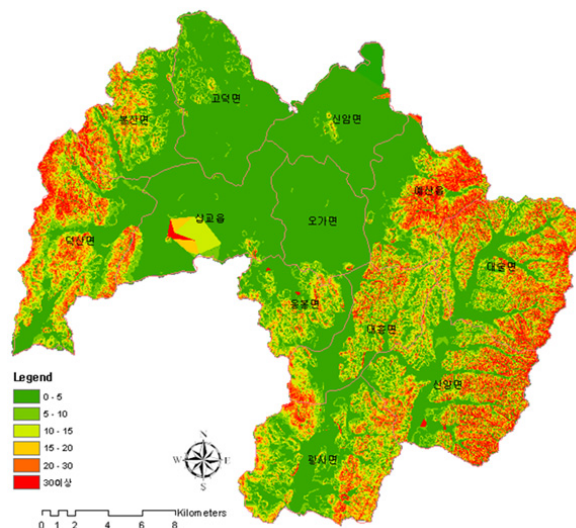 고덕면
신암면
봉산면
예산읍
삽교읍
오가면
덕산면
대술면
응봉면
대흥면
신양면
광시면
Legend
0 - 5
5 - 10
10 - 15
15 - 20
20 - 30
30이상
N
W E
S
0 1 2 4 6 8 Kilometers